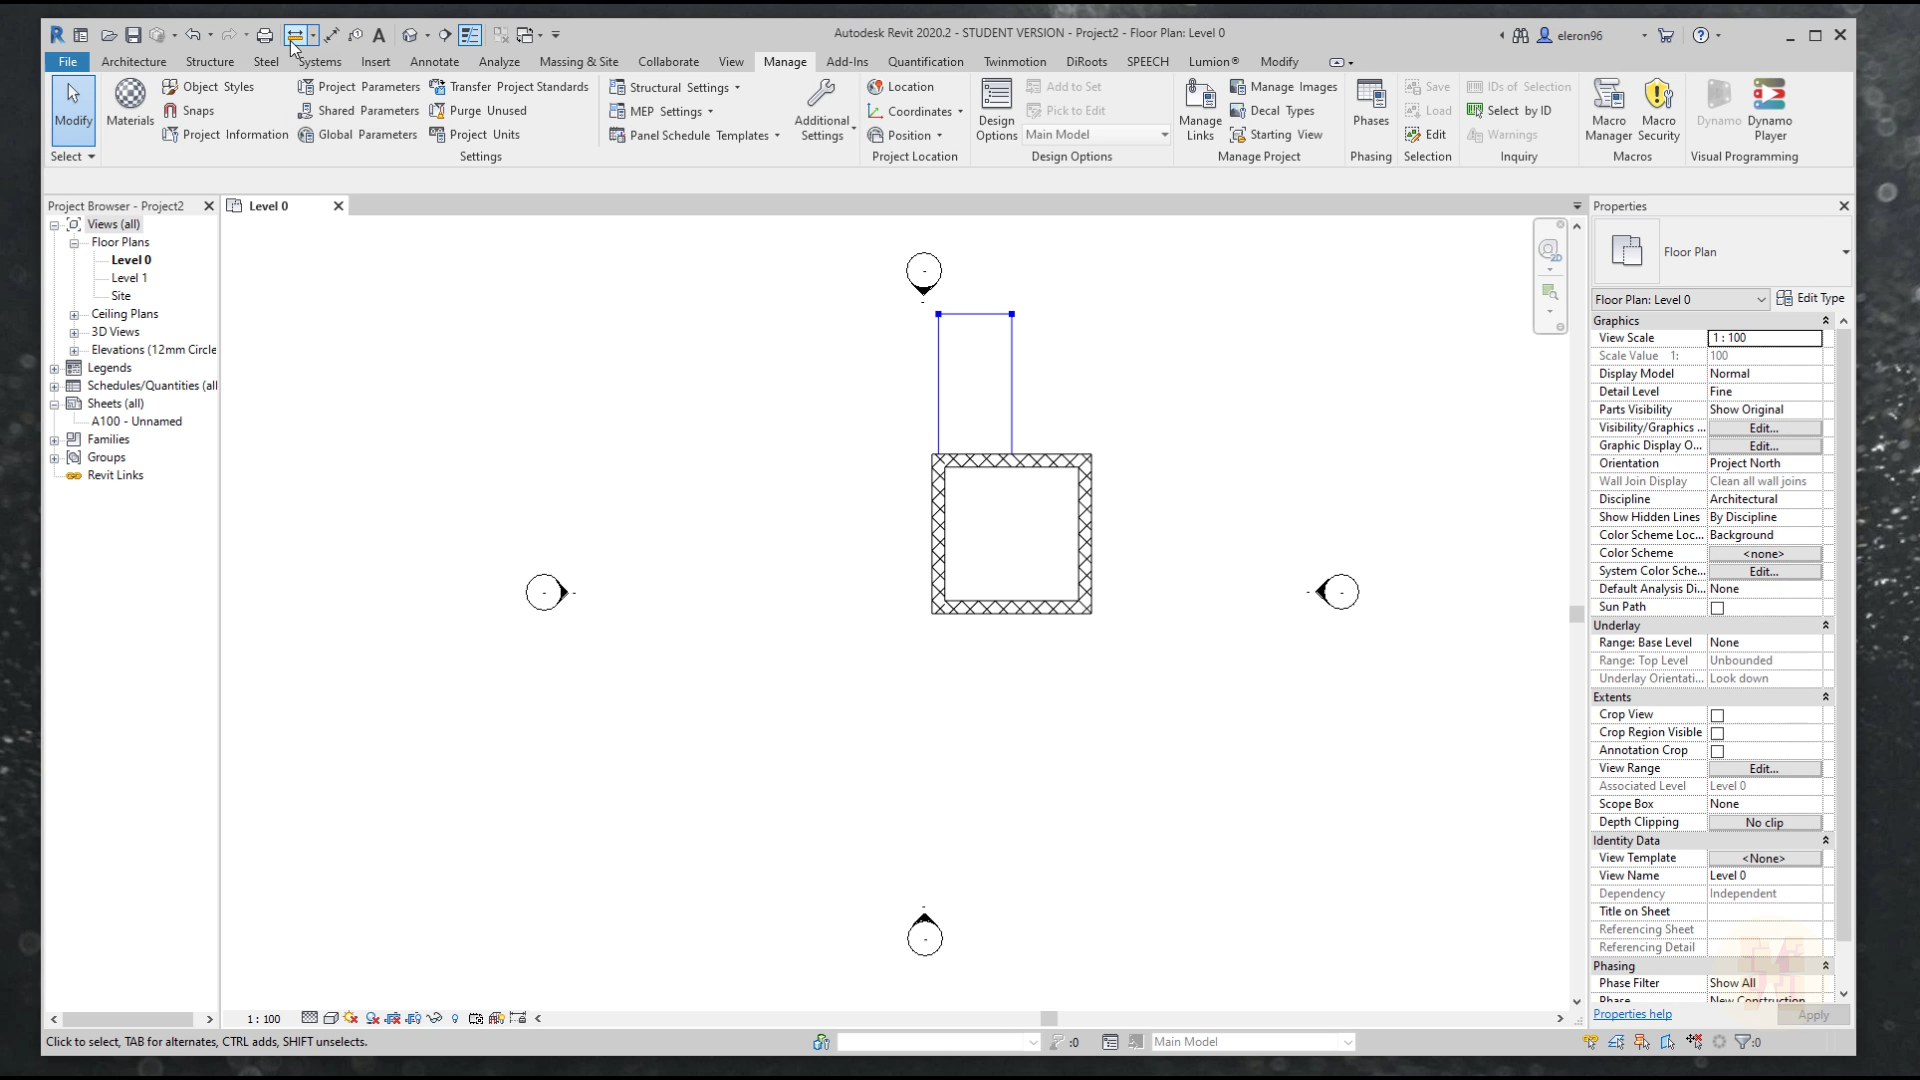 Autodesk Revit 2020.2 - STUDENT VERSION - Project2 - Floor Plan: Level 0
eleron96
File Architecture Structure Steel Systems Insert Annotate Analyze Massing & Site Collaborate View Manage Add-Ins Quantification Twinmotion DiRoots SPEECH Lumion® Modify
Modify
Select
Materials
Object Styles
Snaps
Project Information
Project Parameters
Shared Parameters
Global Parameters
Transfer Project Standards
Purge Unused
Project Units
Settings
Structural Settings
MEP Settings
Panel Schedule Templates
Additional
Settings
Location
Coordinates
Position
Project Location
Design
Options
Add to Set
Pick to Edit
Main Model
Design Options
Manage
Links
Manage Images
Decal Types
Starting View
Manage Project
Phases
Phasing
Save
Load
Edit
Selection
IDs of Selection
Select by ID
Warnings
Inquiry
Macro
Manager
Macro
Security
Macros
Dynamo
Dynamo
Player
Visual Programming
Project Browser - Project2
Views (all)
Floor Plans
Level 0
Level 1
Site
Ceiling Plans
3D Views
Elevations (12mm Circle
Legends
Schedules/Quantities (all
Sheets (all)
A100 - Unnamed
Families
Groups
Revit Links
Level 0
2D
Properties
Floor Plan
Floor Plan: Level 0
Edit Type
Graphics
View Scale 1 : 100
Scale Value 1: 100
Display Model Normal
Detail Level Fine
Parts Visibility Show Original
Visibility/Graphics ... Edit...
Graphic Display O... Edit...
Orientation Project North
Wall Join Display Clean all wall joins
Discipline Architectural
Show Hidden Lines By Discipline
Color Scheme Loc... Background
Color Scheme <none>
System Color Sche... Edit...
Default Analysis Di... None
Sun Path
Underlay
Range: Base Level None
Range: Top Level Unbounded
Underlay Orientati... Look down
Extents
Crop View
Crop Region Visible
Annotation Crop
View Range Edit...
Associated Level Level 0
Scope Box None
Depth Clipping No clip
Identity Data
View Template <None>
View Name Level 0
Dependency Independent
Title on Sheet
Referencing Sheet
Referencing Detail
Phasing
Phase Filter Show All
Phase New Construction
Properties help
Apply
1 : 100
Click to select, TAB for alternates, CTRL adds, SHIFT unselects.
:0
Main Model
:0